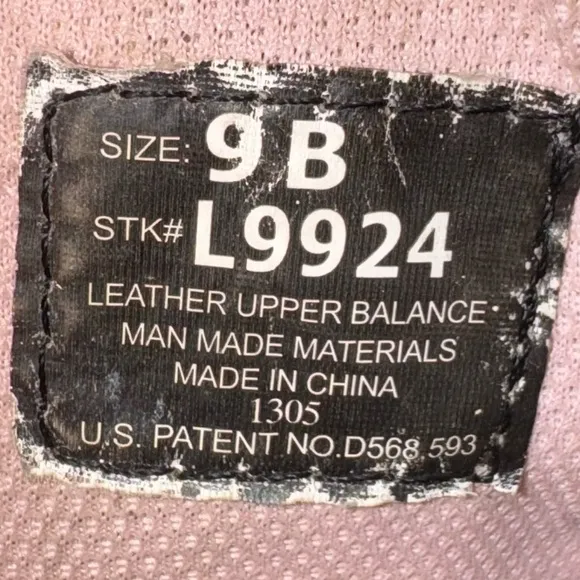 SIZE: 9 B
STK# L9924
LEATHER UPPER BALANCE
MAN MADE MATERIALS
MADE IN CHINA
1305
U.S. PATENT NO.D568,593